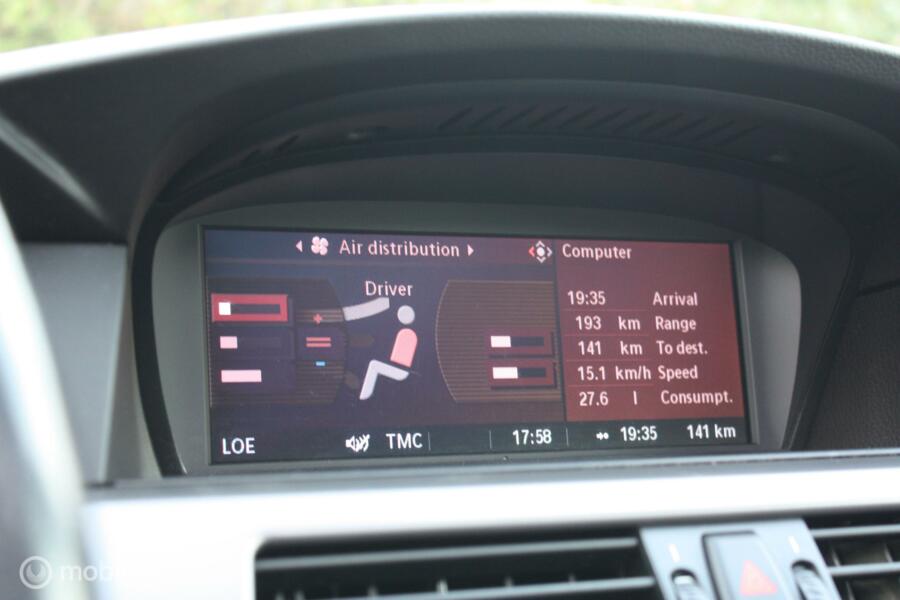 Air distribution
Driver
Computer
19:35 Arrival
193 km Range
141 km To dest.
15.1 km/h Speed
27.6 l Consumpt.
LOE TMC 17:58 19:35 141 km